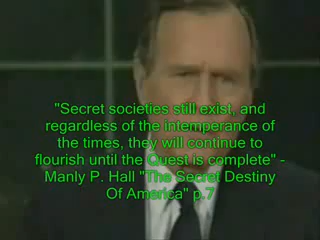 "Secret societies still exist, and
regardless of the intemperance of
the times, they will continue to
flourish until the Quest is complete" -
Manly P. Hall "The Secret Destiny
Of America" p.7